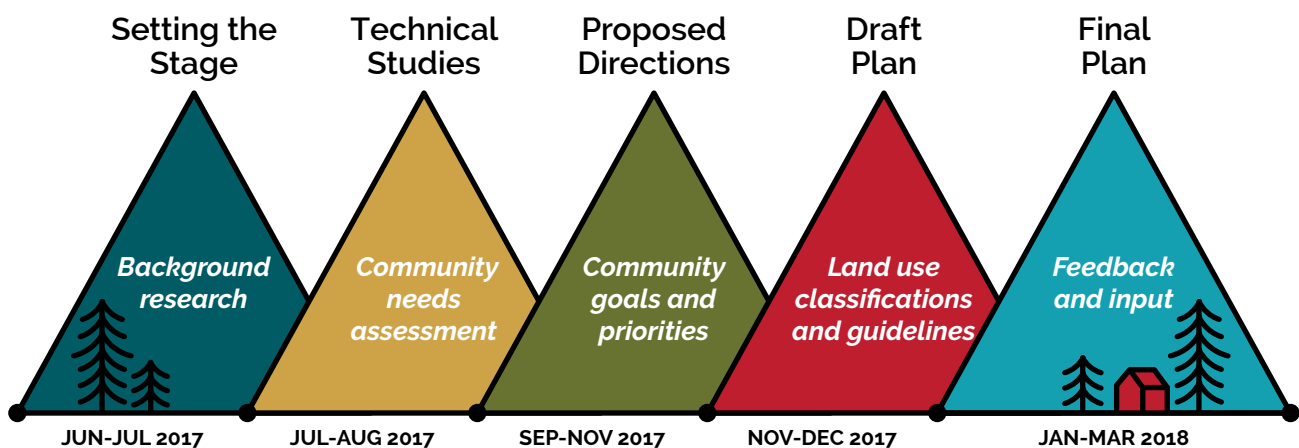 Setting the
Stage
Technical
Studies
Proposed
Directions
Draft
Plan
Final
Plan
Background
research
Community
needs
assessment
Community
goals and
priorities
Land use
classifications
and guidelines
Feedback
and input
JUN-JUL 2017
JUL-AUG 2017
SEP-NOV 2017
NOV-DEC 2017
JAN-MAR 2018